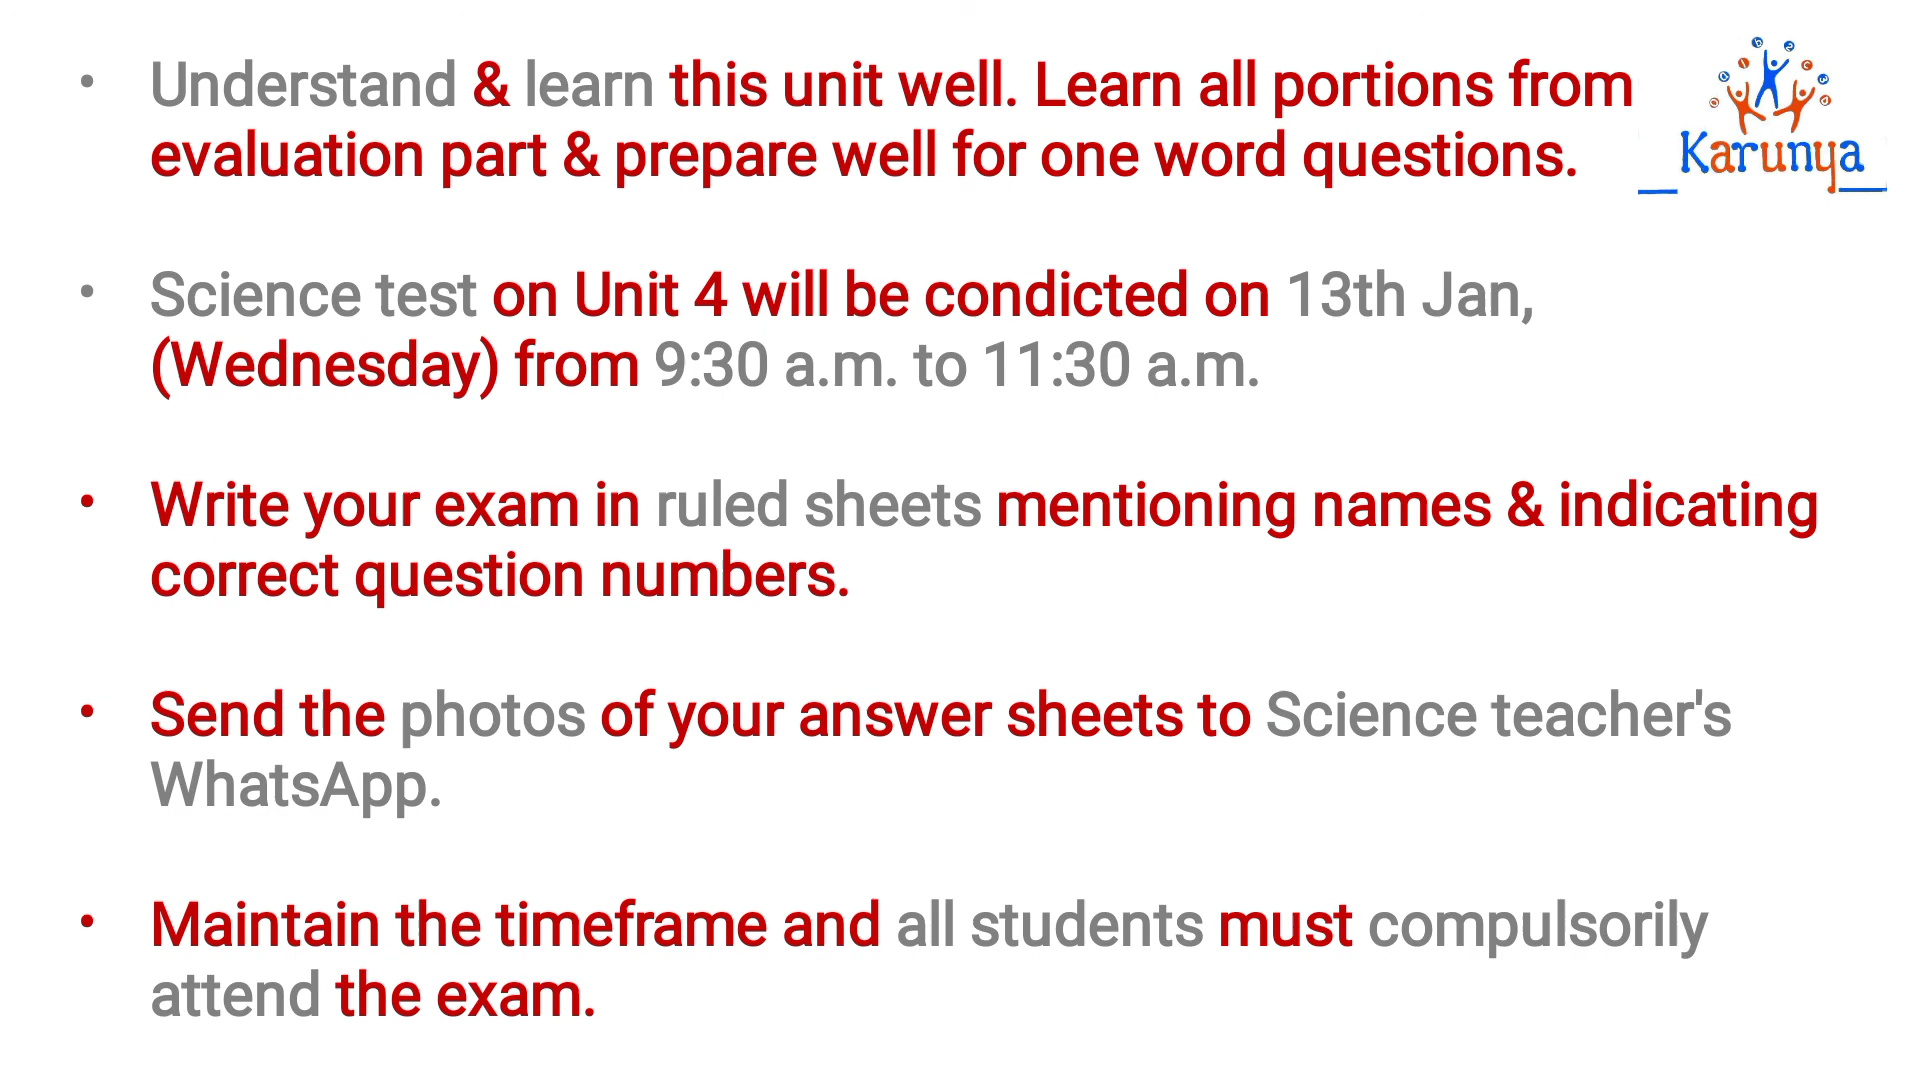 • Understand & learn this unit well. Learn all portions from
evaluation part & prepare well for one word questions.
Karunya
• Science test on Unit 4 will be condicted on 13th Jan,
(Wednesday) from 9:30 a.m. to 11:30 a.m.
• Write your exam in ruled sheets mentioning names & indicating
correct question numbers.
• Send the photos of your answer sheets to Science teacher's
WhatsApp.
• Maintain the timeframe and all students must compulsorily
attend the exam.